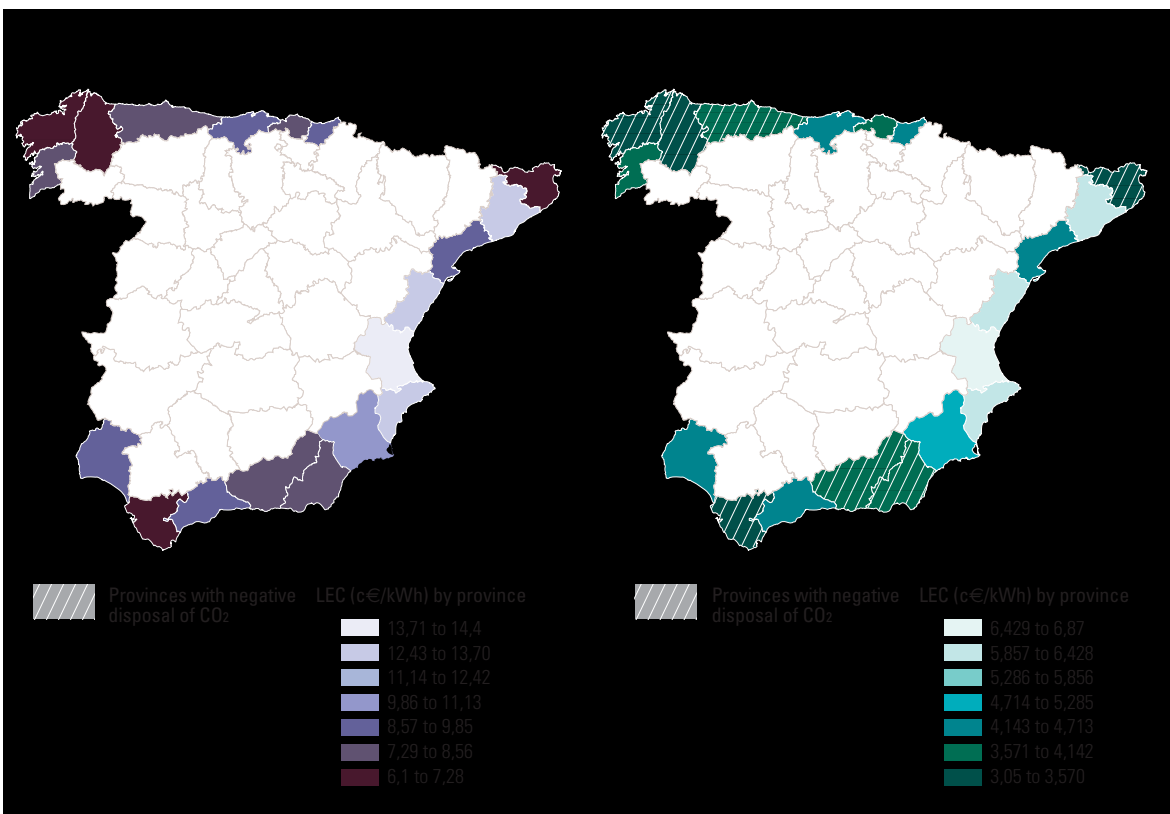 Provinces with negative
disposal of CO₂
LEC (c€/kWh) by province
13,71 to 14,4
12,43 to 13,70
11,14 to 12,42
9,86 to 11,13
8,57 to 9,85
7,29 to 8,56
6,1 to 7,28
Provinces with negative
disposal of CO₂
LEC (c€/kWh) by province
6,429 to 6,87
5,857 to 6,428
5,286 to 5,856
4,714 to 5,285
4,143 to 4,713
3,571 to 4,142
3,05 to 3,570